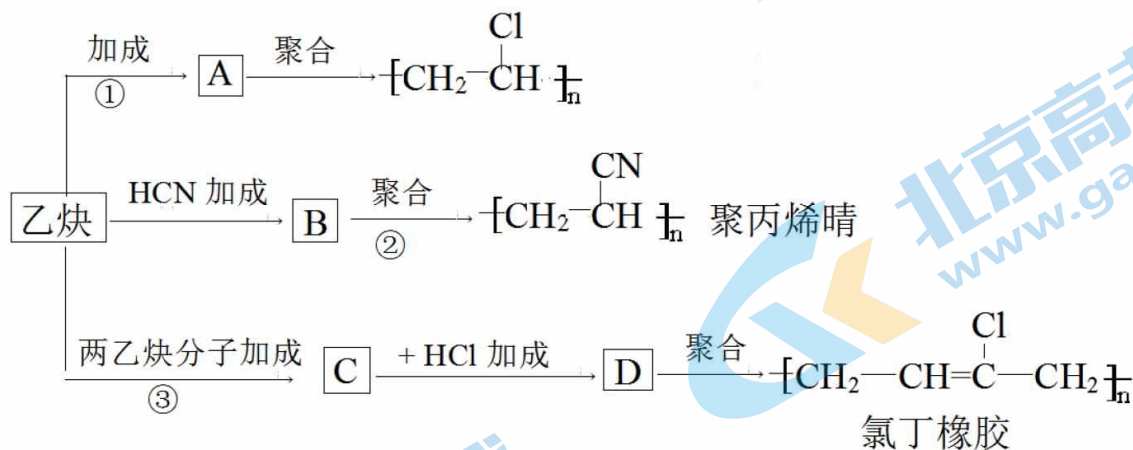 加成 ① A 聚合 [CH₂—CH]n Cl
乙炔 HCN 加成 B 聚合 ② [CH₂—CH]n CN 聚丙烯晴
两乙炔分子加成 ③ C + HCl 加成 D 聚合 [CH₂—CH=C—CH₂]n Cl
氯丁橡胶
北京高考
www.ga